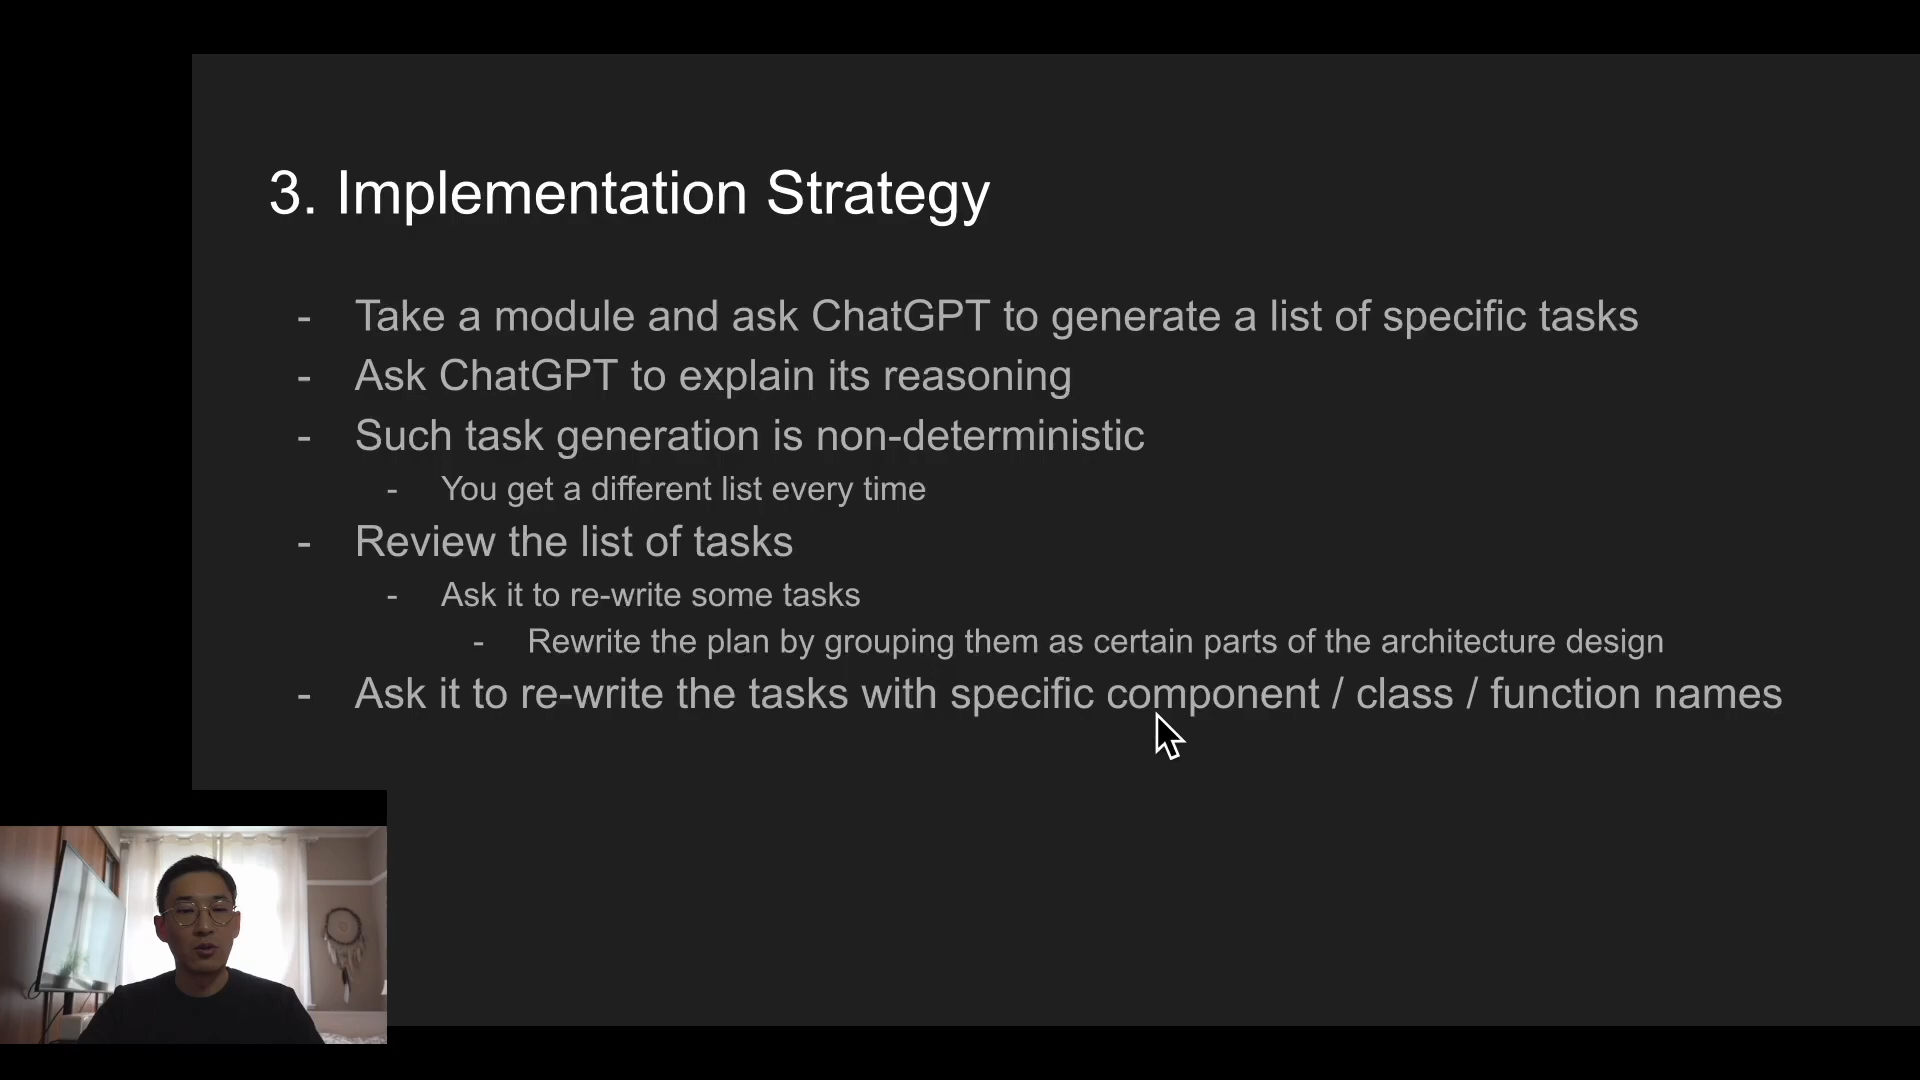 3. Implementation Strategy
- Take a module and ask ChatGPT to generate a list of specific tasks
- Ask ChatGPT to explain its reasoning
- Such task generation is non-deterministic
- You get a different list every time
- Review the list of tasks
- Ask it to re-write some tasks
- Rewrite the plan by grouping them as certain parts of the architecture design
- Ask it to re-write the tasks with specific component / class / function names